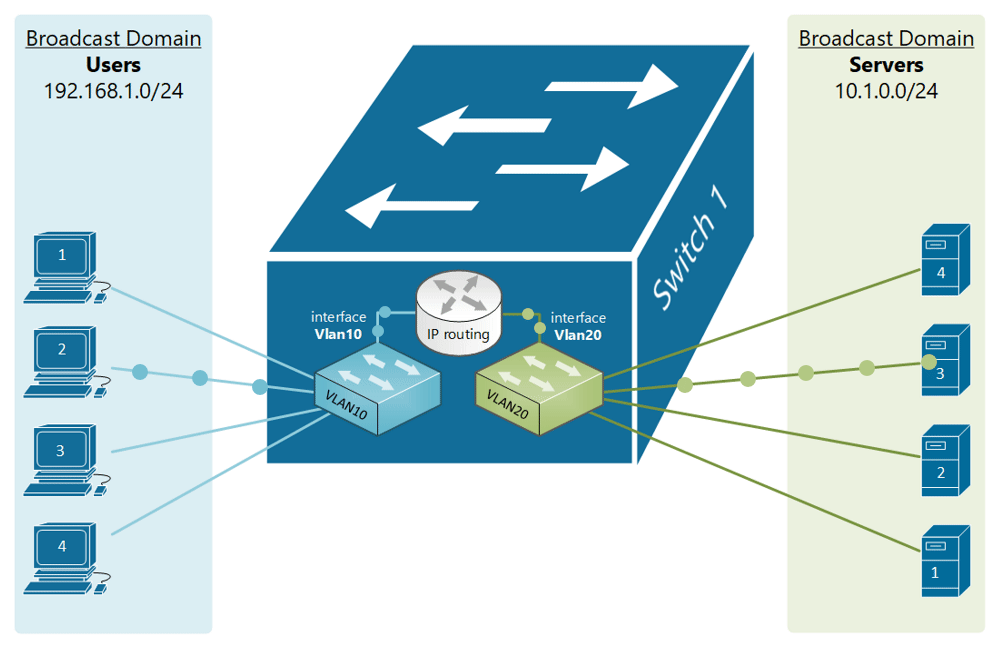 Broadcast Domain
Users
192.168.1.0/24
Broadcast Domain
Servers
10.1.0.0/24
Switch 1
1
2
3
4
interface
Vlan10
IP routing
interface
Vlan20
VLAN10
VLAN20
4
3
2
1